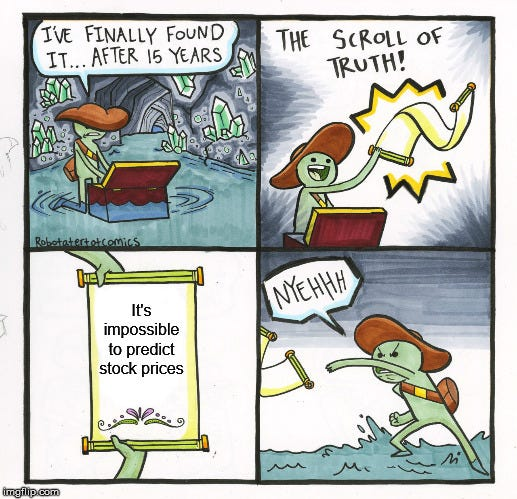 I'VE FINALLY FOUND
IT... AFTER 15 YEARS
THE SCROLL OF
TRUTH!
Robotatertotcomics
It's
impossible
to predict
stock prices
NYEHHH
imgflip.com